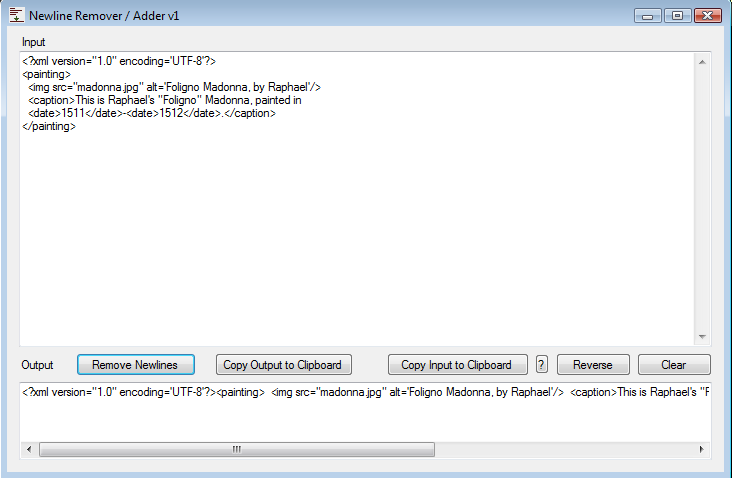 Newline Remover / Adder v1
Input
<?xml version="1.0" encoding='UTF-8'?>
<painting>
  <img src="madonna.jpg" alt='Foligno Madonna, by Raphael'/>
  <caption>This is Raphael's "Foligno" Madonna, painted in
  <date>1511</date>-<date>1512</date>.</caption>
</painting>
Output Remove Newlines Copy Output to Clipboard Copy Input to Clipboard ? Reverse Clear
<?xml version="1.0" encoding='UTF-8'?><painting>  <img src="madonna.jpg" alt='Foligno Madonna, by Raphael'/>  <caption>This is Raphael's "F